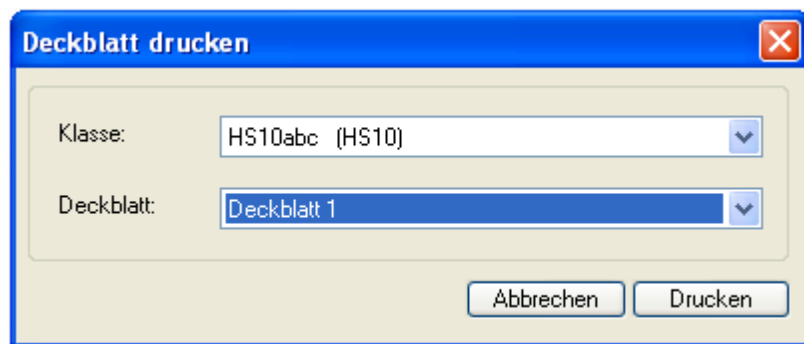 Deckblatt drucken
Klasse: HS10abc (HS10)
Deckblatt: Deckblatt 1
Abbrechen Drucken